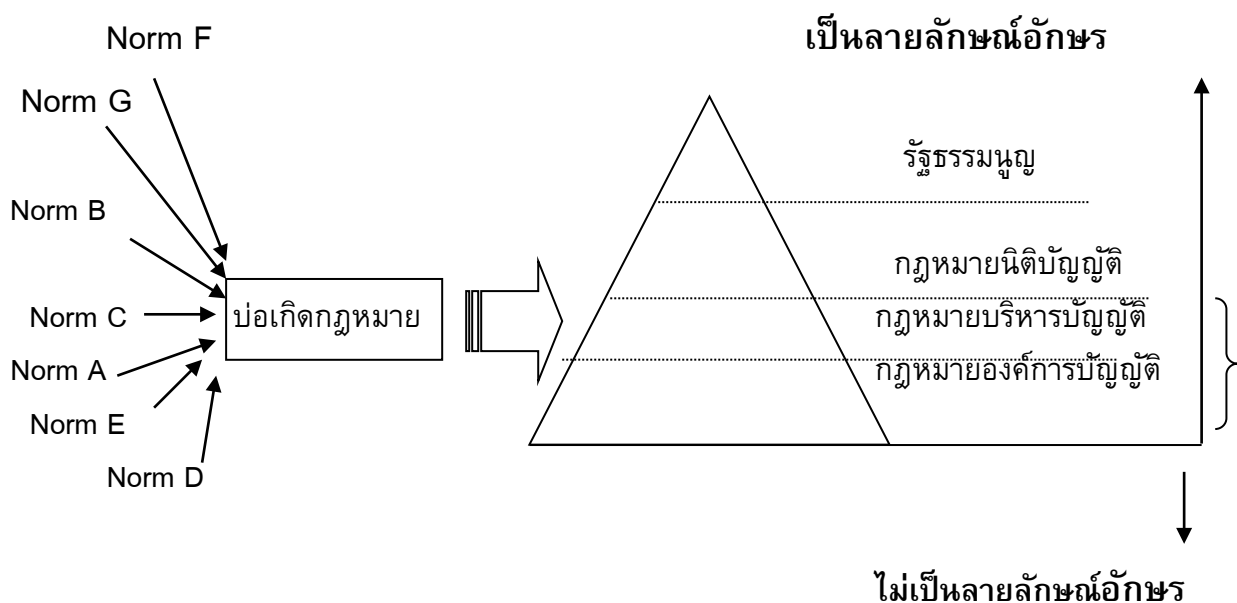 Norm F
เป็นลายลักษณ์อักษร
Norm G
รัฐธรรมนูญ
Norm B
กฎหมายนิติบัญญัติ
Norm C
บ่อเกิดกฎหมาย
กฎหมายบริหารบัญญัติ
Norm A
กฎหมายองค์การบัญญัติ
Norm E
Norm D
ไม่เป็นลายลักษณ์อักษร